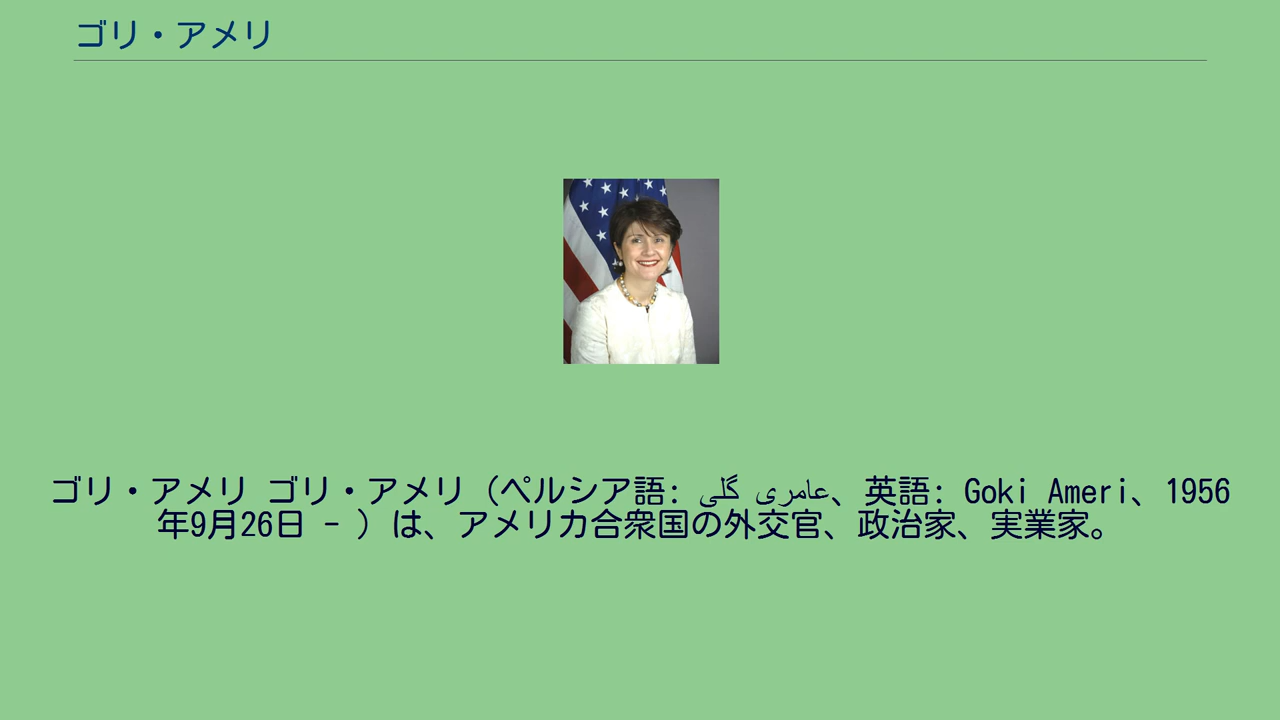 ゴリ・アメリ
ゴリ・アメリ ゴリ・アメリ（ペルシア語: عامری گلی、英語: Goki Ameri、1956
年9月26日 - ）は、アメリカ合衆国の外交官、政治家、実業家。